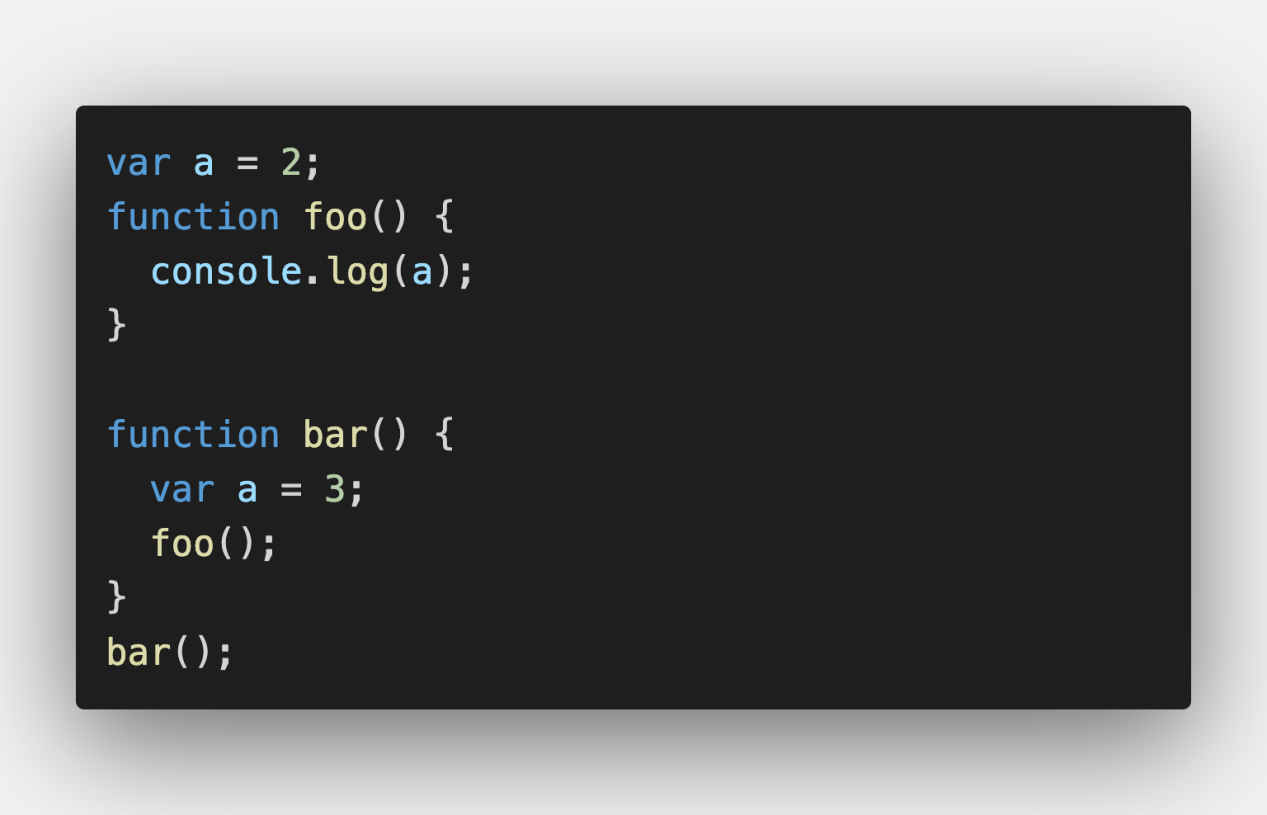 var a = 2;
function foo() {
  console.log(a);
}

function bar() {
  var a = 3;
  foo();
}
bar();